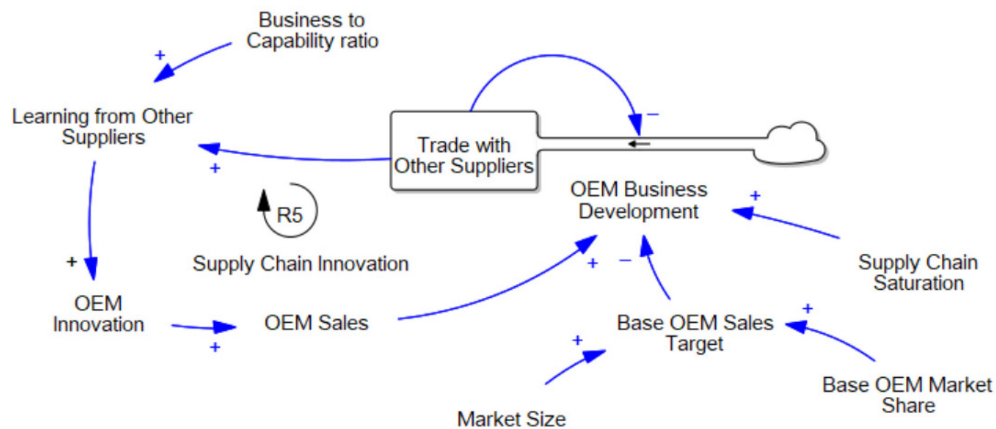 Business to
Capability ratio
+
Learning from Other
Suppliers
+
Trade with
Other Suppliers
−
OEM Business
Development
+
R5
Supply Chain Innovation
+
OEM
Innovation
+
OEM Sales
+
−
Supply Chain
Saturation
Base OEM Sales
Target
+
+
Market Size
Base OEM Market
Share